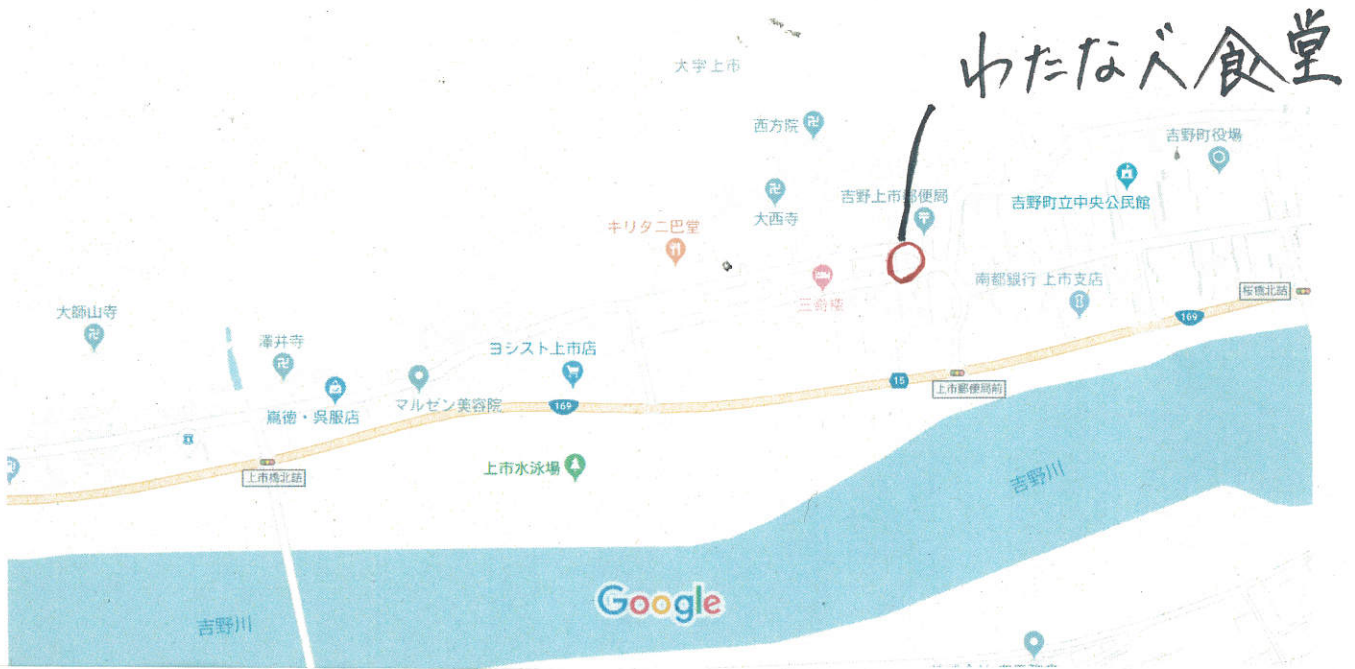 わたなべ食堂
大字上市
西方院
吉野町役場
大西寺
吉野上市郵便局
吉野町立中央公民館
キリタニ巴堂
南都銀行 上市支店
桜橋北詰
三奇楼
大師山寺
169
澤井寺
ヨシスト上市店
15
上市郵便局前
マルゼン美容院
169
嶌徳・呉服店
上市水泳場
上市橋北詰
吉野川
Google
吉野川